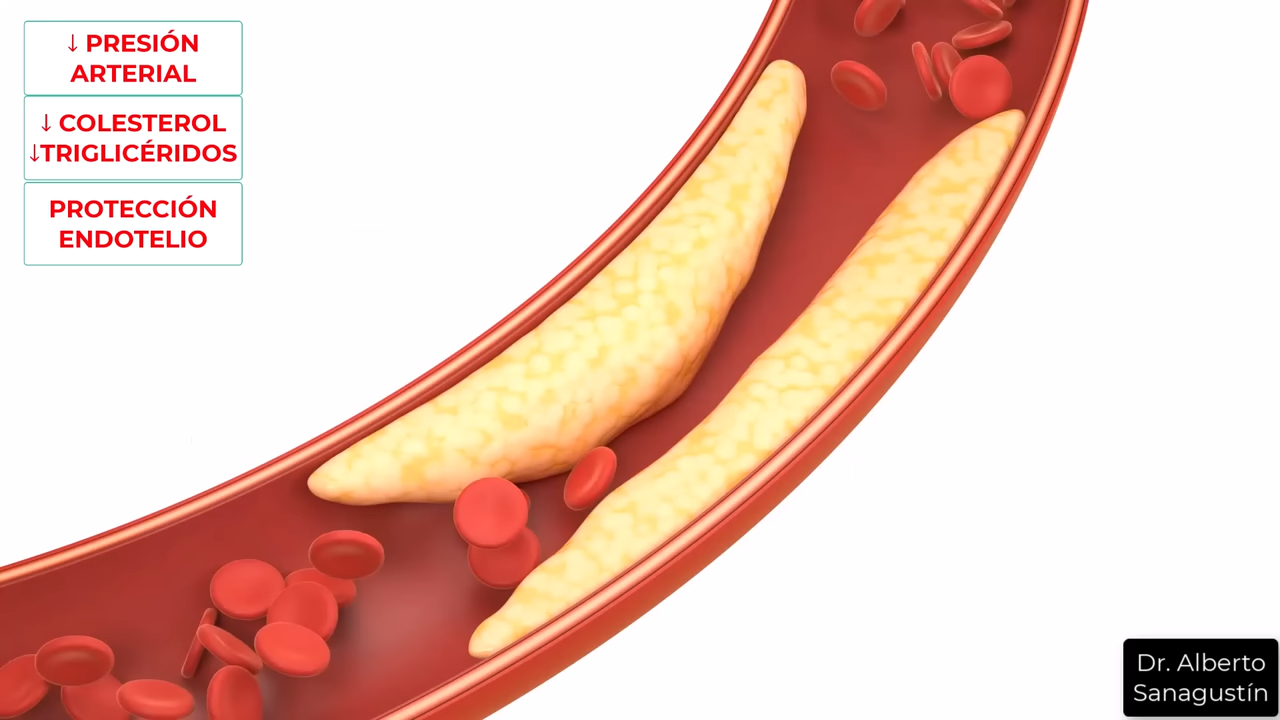 ↓ PRESIÓN
ARTERIAL
↓ COLESTEROL
↓TRIGLICÉRIDOS
PROTECCIÓN
ENDOTELIO
Dr. Alberto
Sanagustín